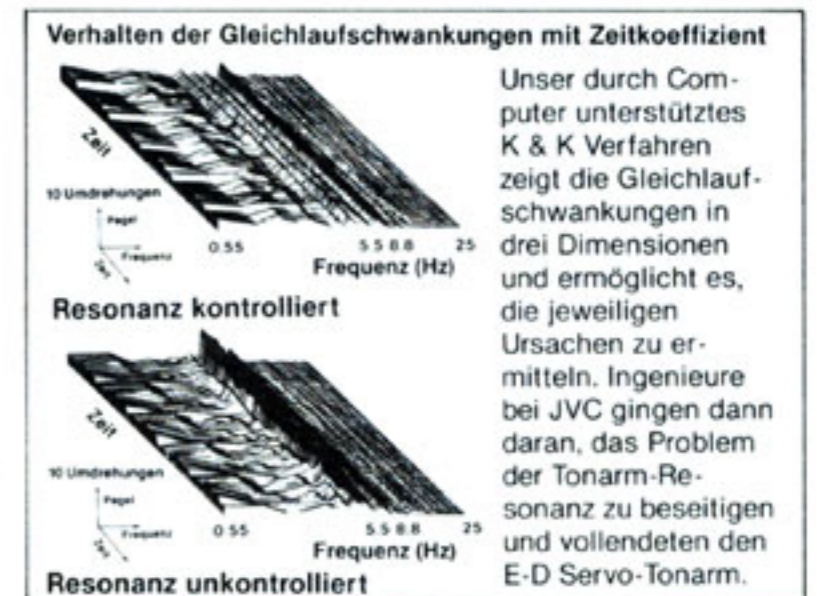 Verhalten der Gleichlaufschwankungen mit Zeitkoeffizient
Zeit
10 Umdrehungen
Pegel
Frequenz
Zeit
0.55
5.5 8.8
25
Frequenz (Hz)
Resonanz kontrolliert
Zeit
10 Umdrehungen
Pegel
Frequenz
Zeit
0.55
5.5 8.8
25
Frequenz (Hz)
Resonanz unkontrolliert
Unser durch Com-
puter unterstütztes
K & K Verfahren
zeigt die Gleichlauf-
schwankungen in
drei Dimensionen
und ermöglicht es,
die jeweiligen
Ursachen zu er-
mitteln. Ingenieure
bei JVC gingen dann
daran, das Problem
der Tonarm-Re-
sonanz zu beseitigen
und vollendeten den
E-D Servo-Tonarm.